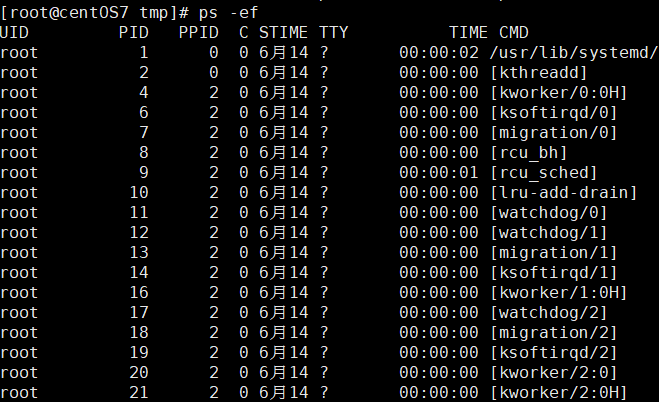 [root@centOS7 tmp]# ps -ef
UID PID PPID C STIME TTY TIME CMD
root 1 0 0 6月14 ? 00:00:02 /usr/lib/systemd/
root 2 0 0 6月14 ? 00:00:00 [kthreadd]
root 4 2 0 6月14 ? 00:00:00 [kworker/0:0H]
root 6 2 0 6月14 ? 00:00:00 [ksoftirqd/0]
root 7 2 0 6月14 ? 00:00:00 [migration/0]
root 8 2 0 6月14 ? 00:00:00 [rcu_bh]
root 9 2 0 6月14 ? 00:00:01 [rcu_sched]
root 10 2 0 6月14 ? 00:00:00 [lru-add-drain]
root 11 2 0 6月14 ? 00:00:00 [watchdog/0]
root 12 2 0 6月14 ? 00:00:00 [watchdog/1]
root 13 2 0 6月14 ? 00:00:00 [migration/1]
root 14 2 0 6月14 ? 00:00:00 [ksoftirqd/1]
root 16 2 0 6月14 ? 00:00:00 [kworker/1:0H]
root 17 2 0 6月14 ? 00:00:00 [watchdog/2]
root 18 2 0 6月14 ? 00:00:00 [migration/2]
root 19 2 0 6月14 ? 00:00:00 [ksoftirqd/2]
root 20 2 0 6月14 ? 00:00:00 [kworker/2:0]
root 21 2 0 6月14 ? 00:00:00 [kworker/2:0H]